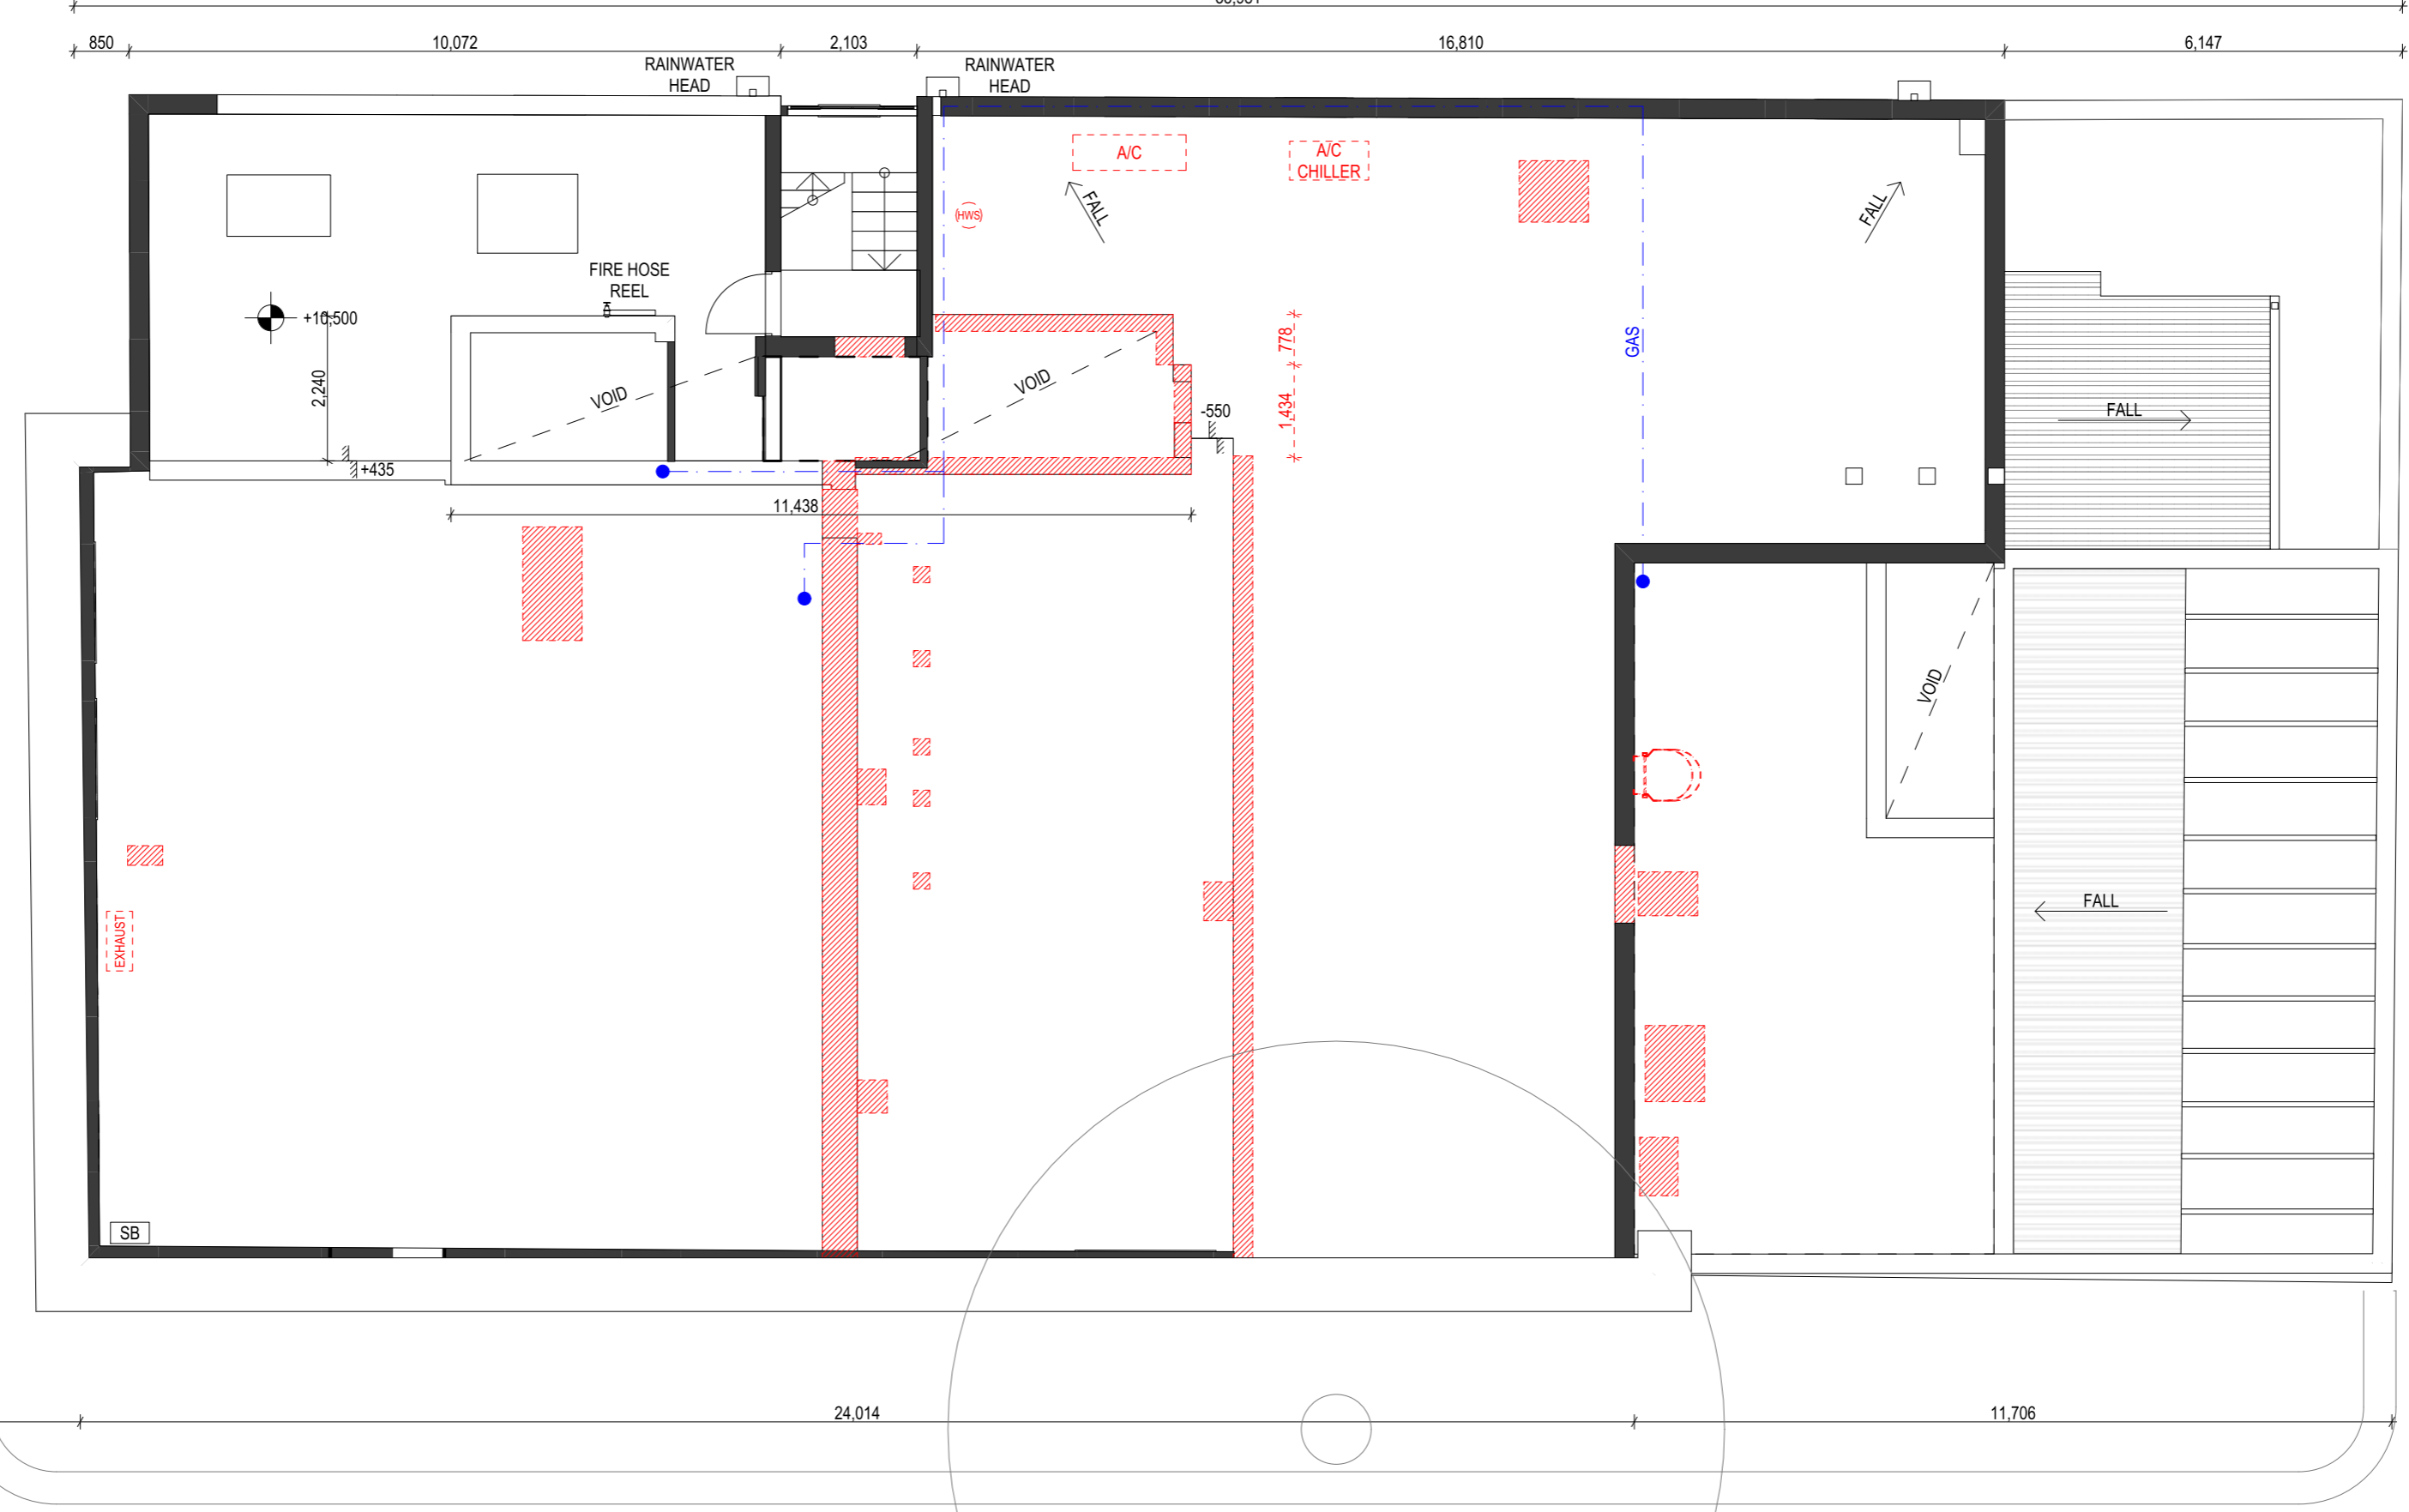 850
10,072
2,103
16,810
6,147
RAINWATER
HEAD
RAINWATER
HEAD
A/C
A/C
CHILLER
FALL
FALL
(HWS)
FIRE HOSE
REEL
+10,500
2,240
VOID
VOID
778
1,434
GAS
-550
FALL
+435
11,438
VOID
EXHAUST
FALL
SB
24,014
11,706